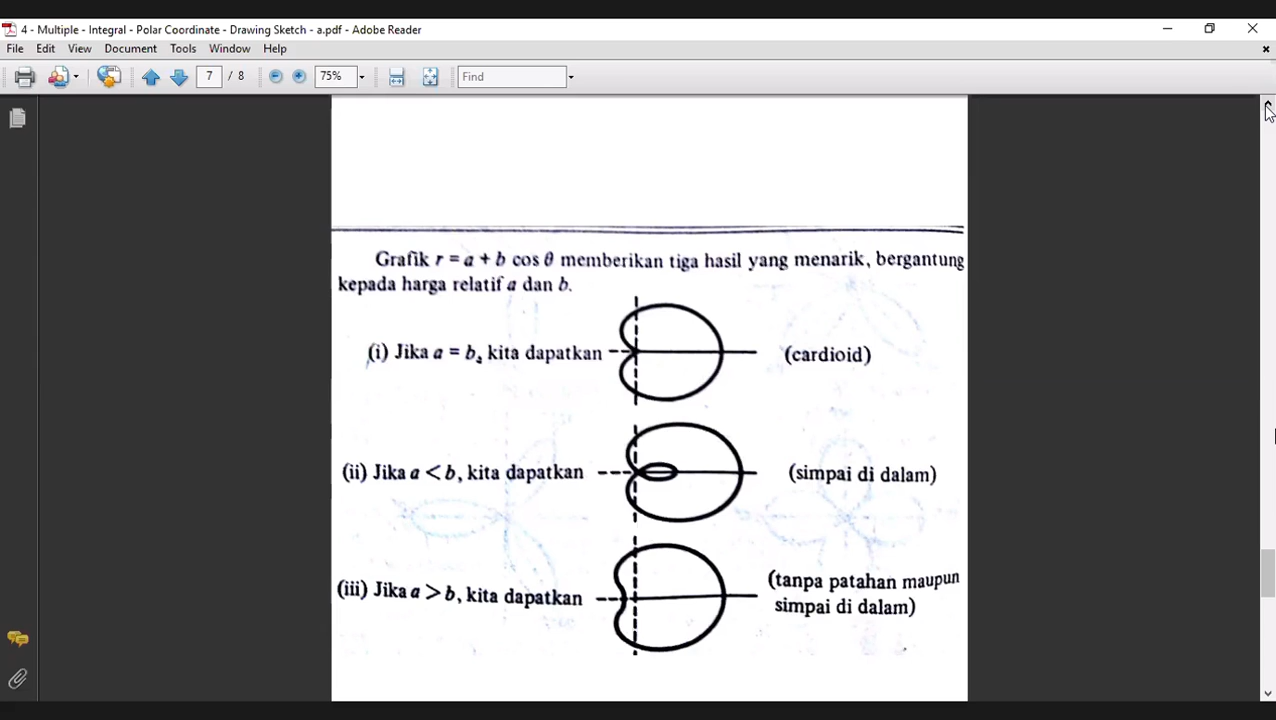 4 - Multiple - Integral - Polar Coordinate - Drawing Sketch - a.pdf - Adobe Reader
File Edit View Document Tools Window Help
7 / 8 75% Find
Grafik r = a + b cos θ memberikan tiga hasil yang menarik, bergantung
kepada harga relatif a dan b.
(i) Jika a = b, kita dapatkan (cardioid)
(ii) Jika a < b, kita dapatkan (simpai di dalam)
(iii) Jika a > b, kita dapatkan (tanpa patahan maupun
simpai di dalam)